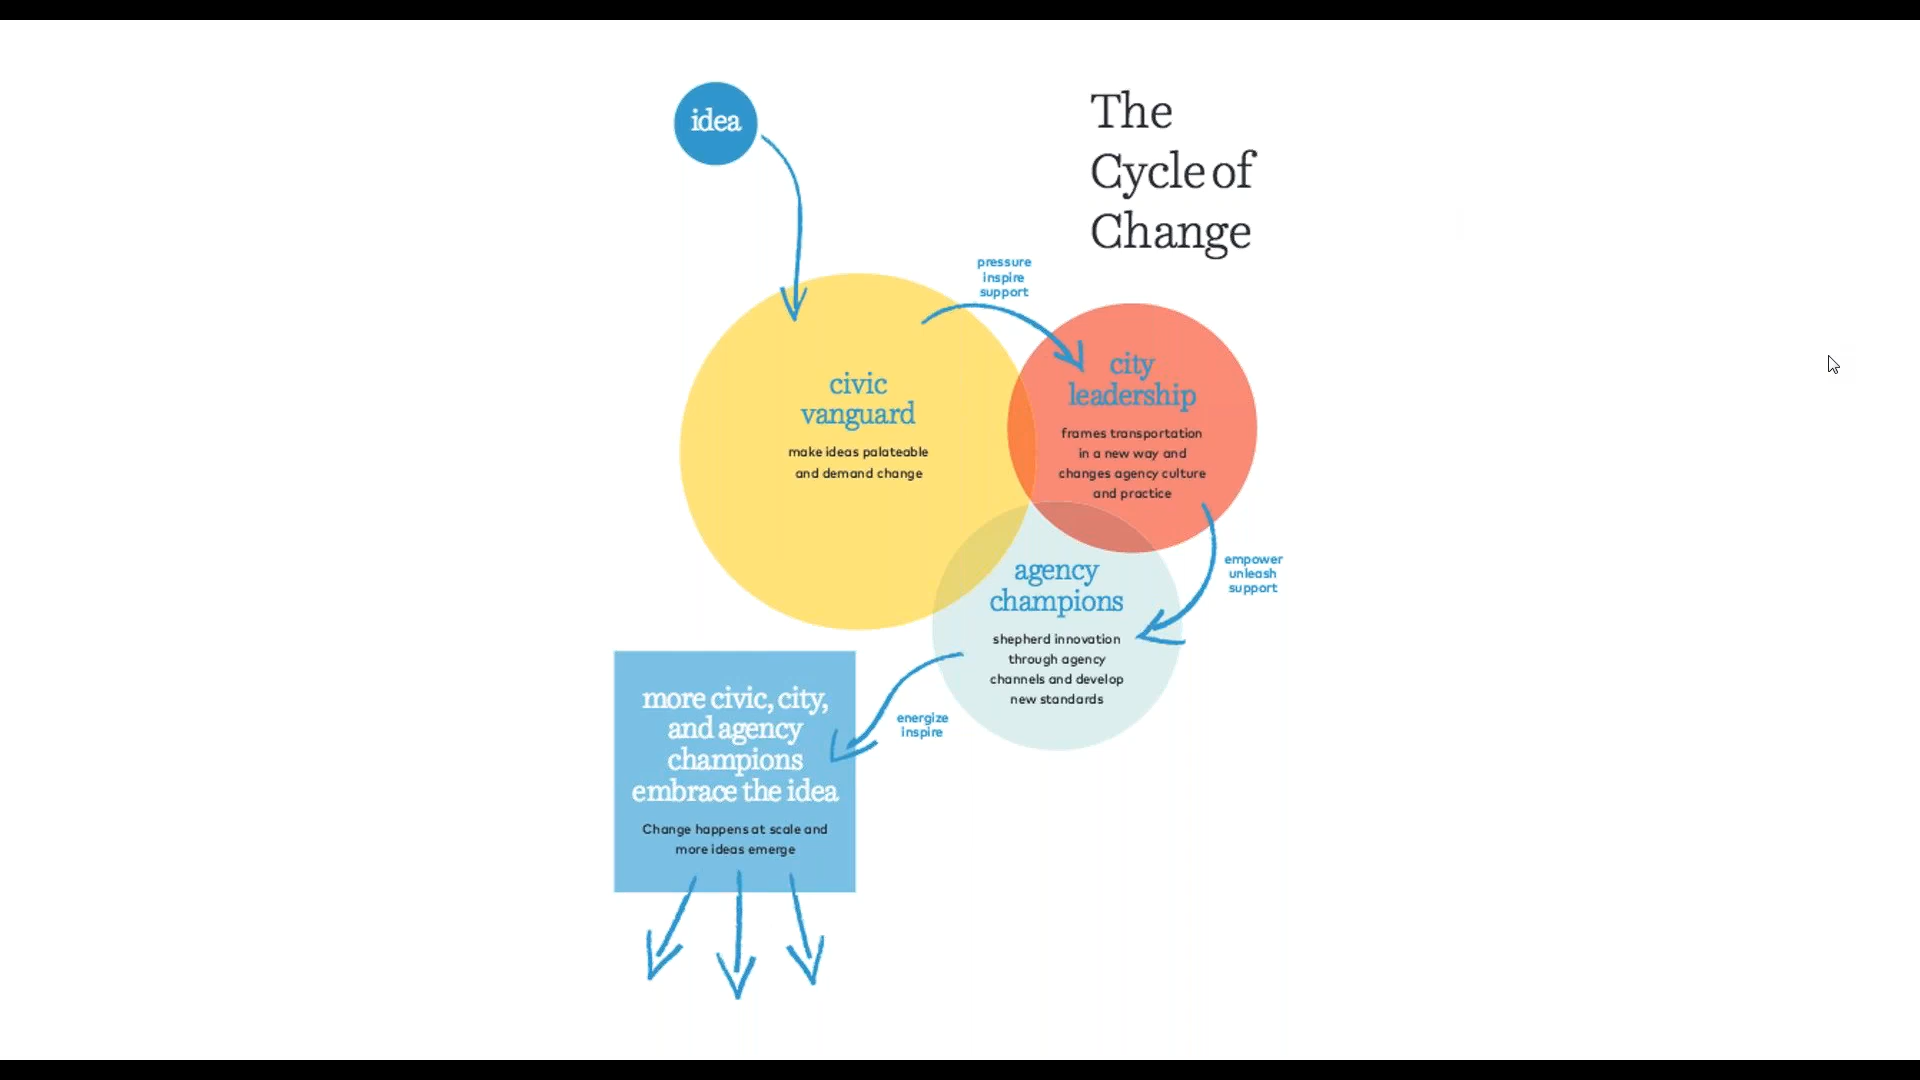 idea
The
Cycle of
Change
pressure
inspire
support
civic
vanguard
make ideas palateable
and demand change
city
leadership
frames transportation
in a new way and
changes agency culture
and practice
empower
unleash
support
agency
champions
shepherd innovation
through agency
channels and develop
new standards
energize
inspire
more civic, city,
and agency
champions
embrace the idea
Change happens at scale and
more ideas emerge